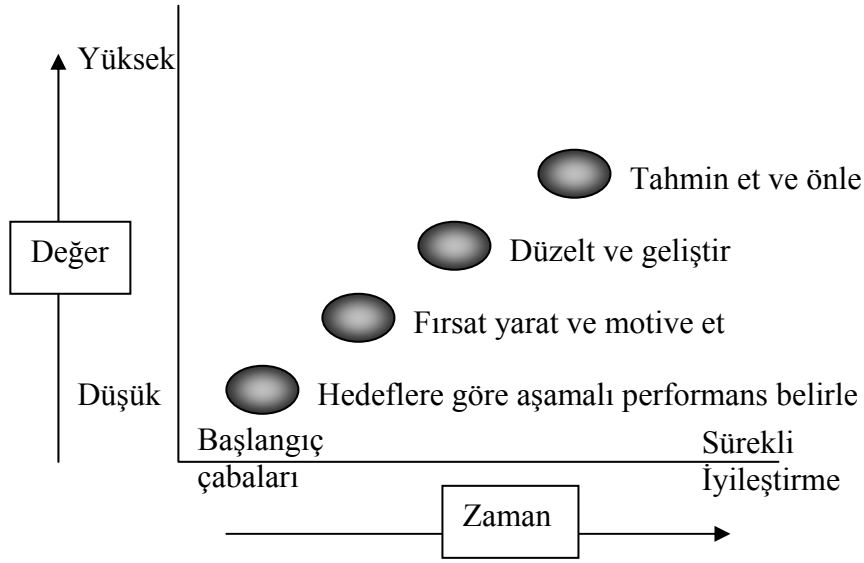 Yüksek
Tahmin et ve önle
Değer
Düzelt ve geliştir
Fırsat yarat ve motive et
Düşük
Hedeflere göre aşamalı performans belirle
Başlangıç
çabaları
Sürekli
İyileştirme
Zaman